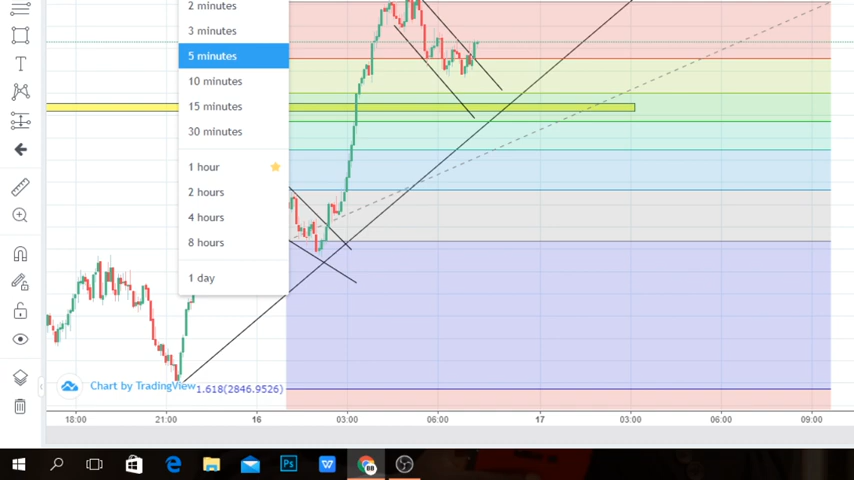 2 minutes
3 minutes
5 minutes
10 minutes
15 minutes
30 minutes
1 hour
2 hours
4 hours
8 hours
1 day
T
Chart by TradingView
1.618(2846.9526)
18:00 21:00 16 03:00 06:00 17 03:00 06:00 09:00
Ps
W
BB